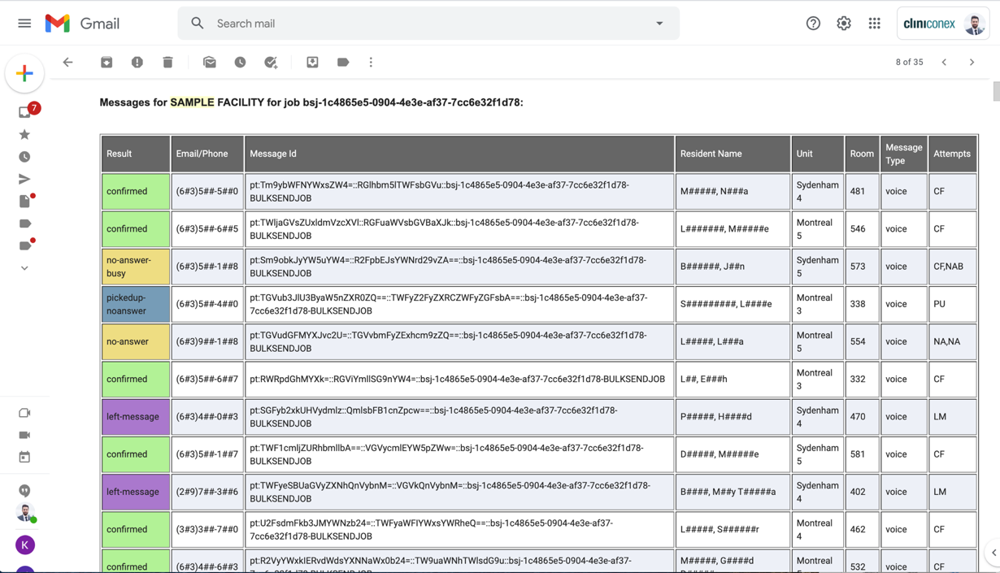 Gmail
Search mail
cliniconex
8 of 35
7
Messages for SAMPLE FACILITY for job bsj-1c4865e5-0904-4e3e-af37-7cc6e32f1d78:
Result Email/Phone Message Id Resident Name Unit Room Message Type Attempts
confirmed (6#3)5##-5##0 pt:Tm9ybWFNYWxsZW4=::RGlhbm5lTWFsbGVu::bsj-1c4865e5-0904-4e3e-af37-7cc6e32f1d78-
BULKSENDJOB M#####, N###a Sydenham 4 481 voice CF
confirmed (6#3)5##-6##5 pt:TWljaGVsZUxldmVzcXVl::RGFuaWVsbGVBaXJk::bsj-1c4865e5-0904-4e3e-af37-7cc6e32f1d78-
BULKSENDJOB L#######, M#####e Montreal 5 546 voice CF
no-answer-busy (6#3)5##-1##8 pt:Sm9obkJyYW5uYW4=::R2FpbEJsYWNrd29vZA==::bsj-1c4865e5-0904-4e3e-af37-7cc6e32f1d78-
BULKSENDJOB B######, J##n Sydenham 5 573 voice CF,NAB
pickedup-noanswer (6#3)5##-4##0 pt:TGVub3JlU3ByaW5nZXR0ZQ==::TWFyZ2FyZXRCZWFyZGFsbA==::bsj-1c4865e5-0904-4e3e-af37-
7cc6e32f1d78-BULKSENDJOB S#########, L####e Montreal 3 338 voice PU
no-answer (6#3)9##-1##8 pt:TGVudGFMYXJvc2U=::TGVvbmFyZExhcm9zZQ==::bsj-1c4865e5-0904-4e3e-af37-7cc6e32f1d78-
BULKSENDJOB L#####, L###a Montreal 5 554 voice NA,NA
confirmed (6#3)5##-6##7 pt:RWRpdGhMYXk=::RGViYmllSG9nYW4=::bsj-1c4865e5-0904-4e3e-af37-7cc6e32f1d78-BULKSENDJOB L##, E###h Montreal 3 332 voice CF
left-message (6#3)4##-0##3 pt:SGFyb2xkUHVydmlz::QmlsbFB1cnZpcw==::bsj-1c4865e5-0904-4e3e-af37-7cc6e32f1d78-
BULKSENDJOB P#####, H####d Sydenham 4 470 voice LM
confirmed (6#3)5##-1##7 pt:TWF1cmljZURhbmllbA==::VGVycmlEYW5pZWw=::bsj-1c4865e5-0904-4e3e-af37-7cc6e32f1d78-
BULKSENDJOB D#####, M#####e Sydenham 5 581 voice CF
left-message (2#9)7##-3##6 pt:TWFyeSBUaGVyZXNhQnVybnM=::VGVkQnVybnM=::bsj-1c4865e5-0904-4e3e-af37-7cc6e32f1d78-
BULKSENDJOB B####, M##y T#####a Sydenham 4 402 voice LM
confirmed (3#3)3##-7##0 pt:U2FsdmFkb3JMYWNzb24=::TWFyaWFIYWxsYWRheQ==::bsj-1c4865e5-0904-4e3e-af37-
7cc6e32f1d78-BULKSENDJOB L#####, S######r Montreal 4 462 voice CF
confirmed (6#3)4##-6##3 pt:R2VyYWxkIERvdWdsYXNNaWx0b24=::TW9uaWNhTWlsdG9u::bsj-1c4865e5-0904-4e3e-af37-
M#####, G####d Montreal 532 voice CF
K